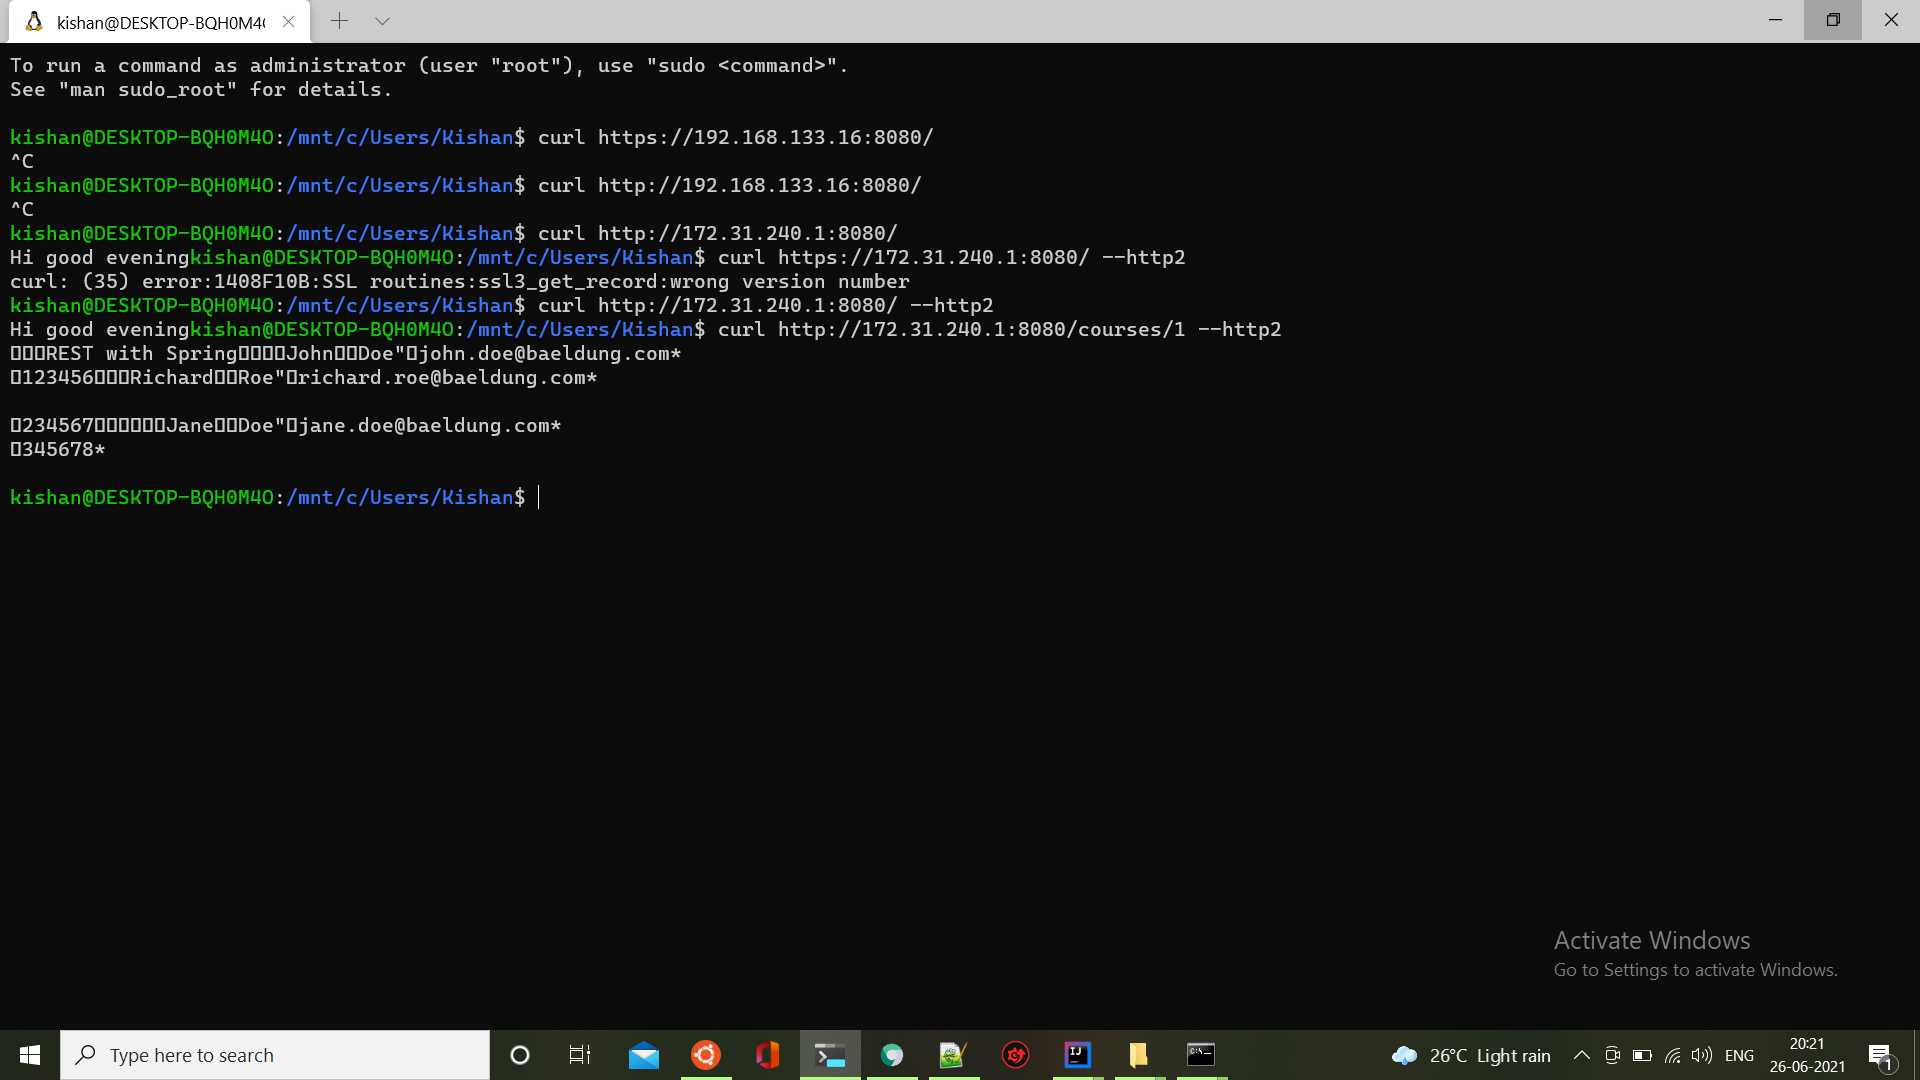 kishan@DESKTOP-BQH0M4
To run a command as administrator (user "root"), use "sudo <command>".
See "man sudo_root" for details.
kishan@DESKTOP-BQH0M4O:/mnt/c/Users/Kishan$ curl https://192.168.133.16:8080/
^C
kishan@DESKTOP-BQH0M4O:/mnt/c/Users/Kishan$ curl http://192.168.133.16:8080/
^C
kishan@DESKTOP-BQH0M4O:/mnt/c/Users/Kishan$ curl http://172.31.240.1:8080/
Hi good eveningkishan@DESKTOP-BQH0M4O:/mnt/c/Users/Kishan$ curl https://172.31.240.1:8080/ --http2
curl: (35) error:1408F10B:SSL routines:ssl3_get_record:wrong version number
kishan@DESKTOP-BQH0M4O:/mnt/c/Users/Kishan$ curl http://172.31.240.1:8080/ --http2
Hi good eveningkishan@DESKTOP-BQH0M4O:/mnt/c/Users/Kishan$ curl http://172.31.240.1:8080/courses/1 --http2
▯▯▯REST with Spring▯▯▯▯John▯▯Doe"▯john.doe@baeldung.com*
▯123456▯▯▯Richard▯▯Roe"▯richard.roe@baeldung.com*
▯234567▯▯▯▯▯▯Jane▯▯Doe"▯jane.doe@baeldung.com*
▯345678*
kishan@DESKTOP-BQH0M4O:/mnt/c/Users/Kishan$
Activate Windows
Go to Settings to activate Windows.
Type here to search
26°C Light rain
ENG
20:21
26-06-2021
1